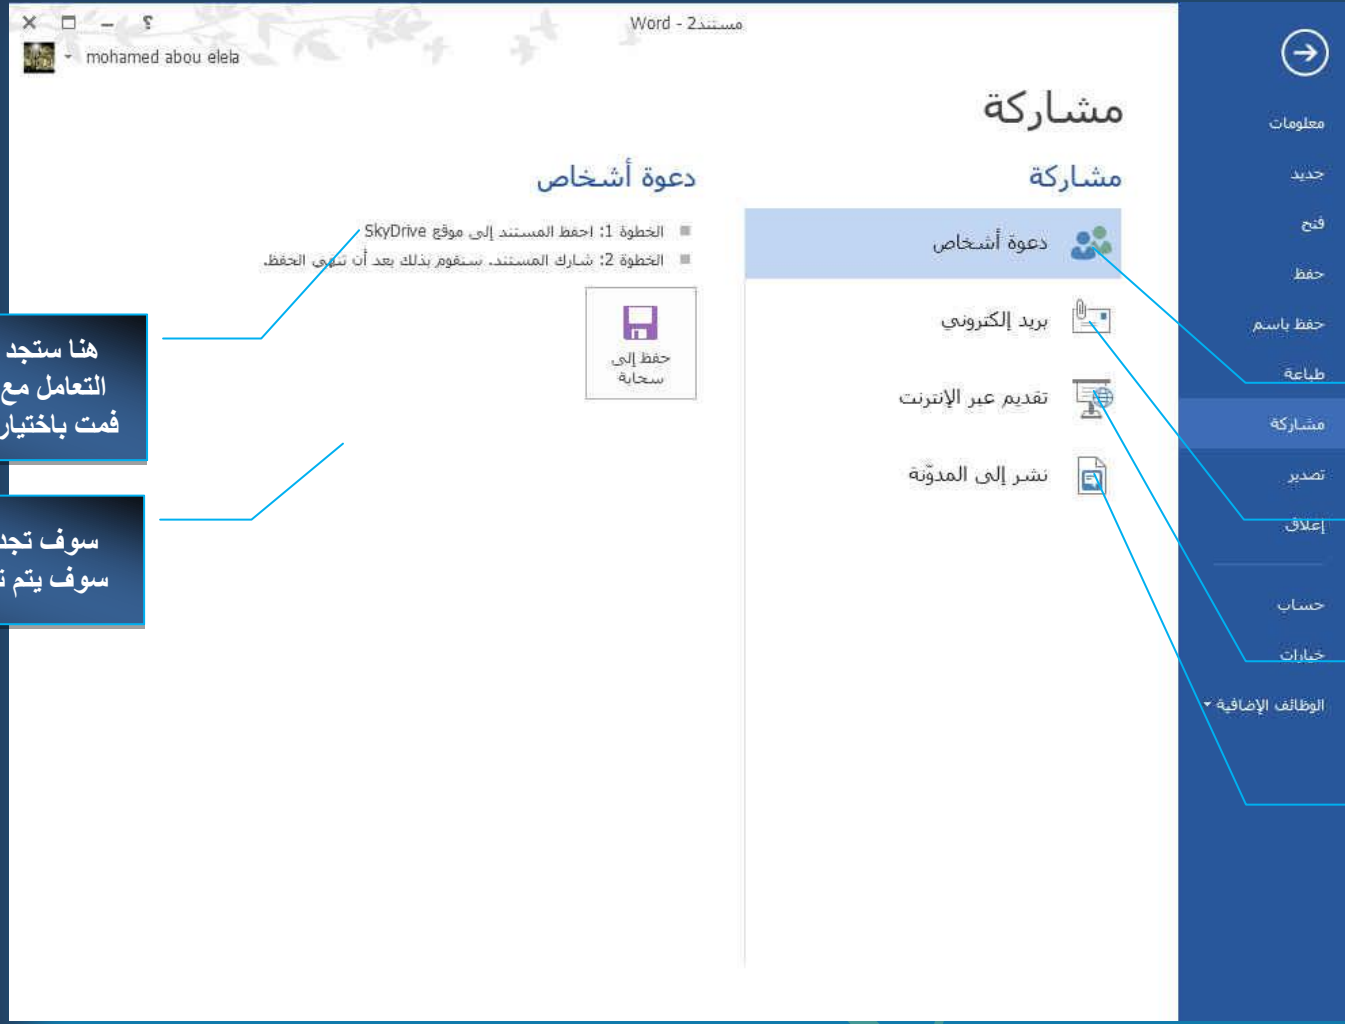 مستند2 - Word
؟
mohamed abou elela
معلومات
جديد
فتح
حفظ
حفظ باسم
طباعة
مشاركة
تصدير
إغلاق
حساب
خيارات
الوظائف الإضافية
مشاركة
مشاركة
دعوة أشخاص
بريد إلكتروني
تقديم عبر الإنترنت
نشر إلى المدوّنة
دعوة أشخاص
الخطوة 1: احفظ المستند إلى موقع SkyDrive
الخطوة 2: شارك المستند. سنقوم بذلك بعد أن تنهي الحفظ.
حفظ إلى
سحابة
هنا ستجد
التعامل مع
قمت باختيار
سوف تجد
سوف يتم